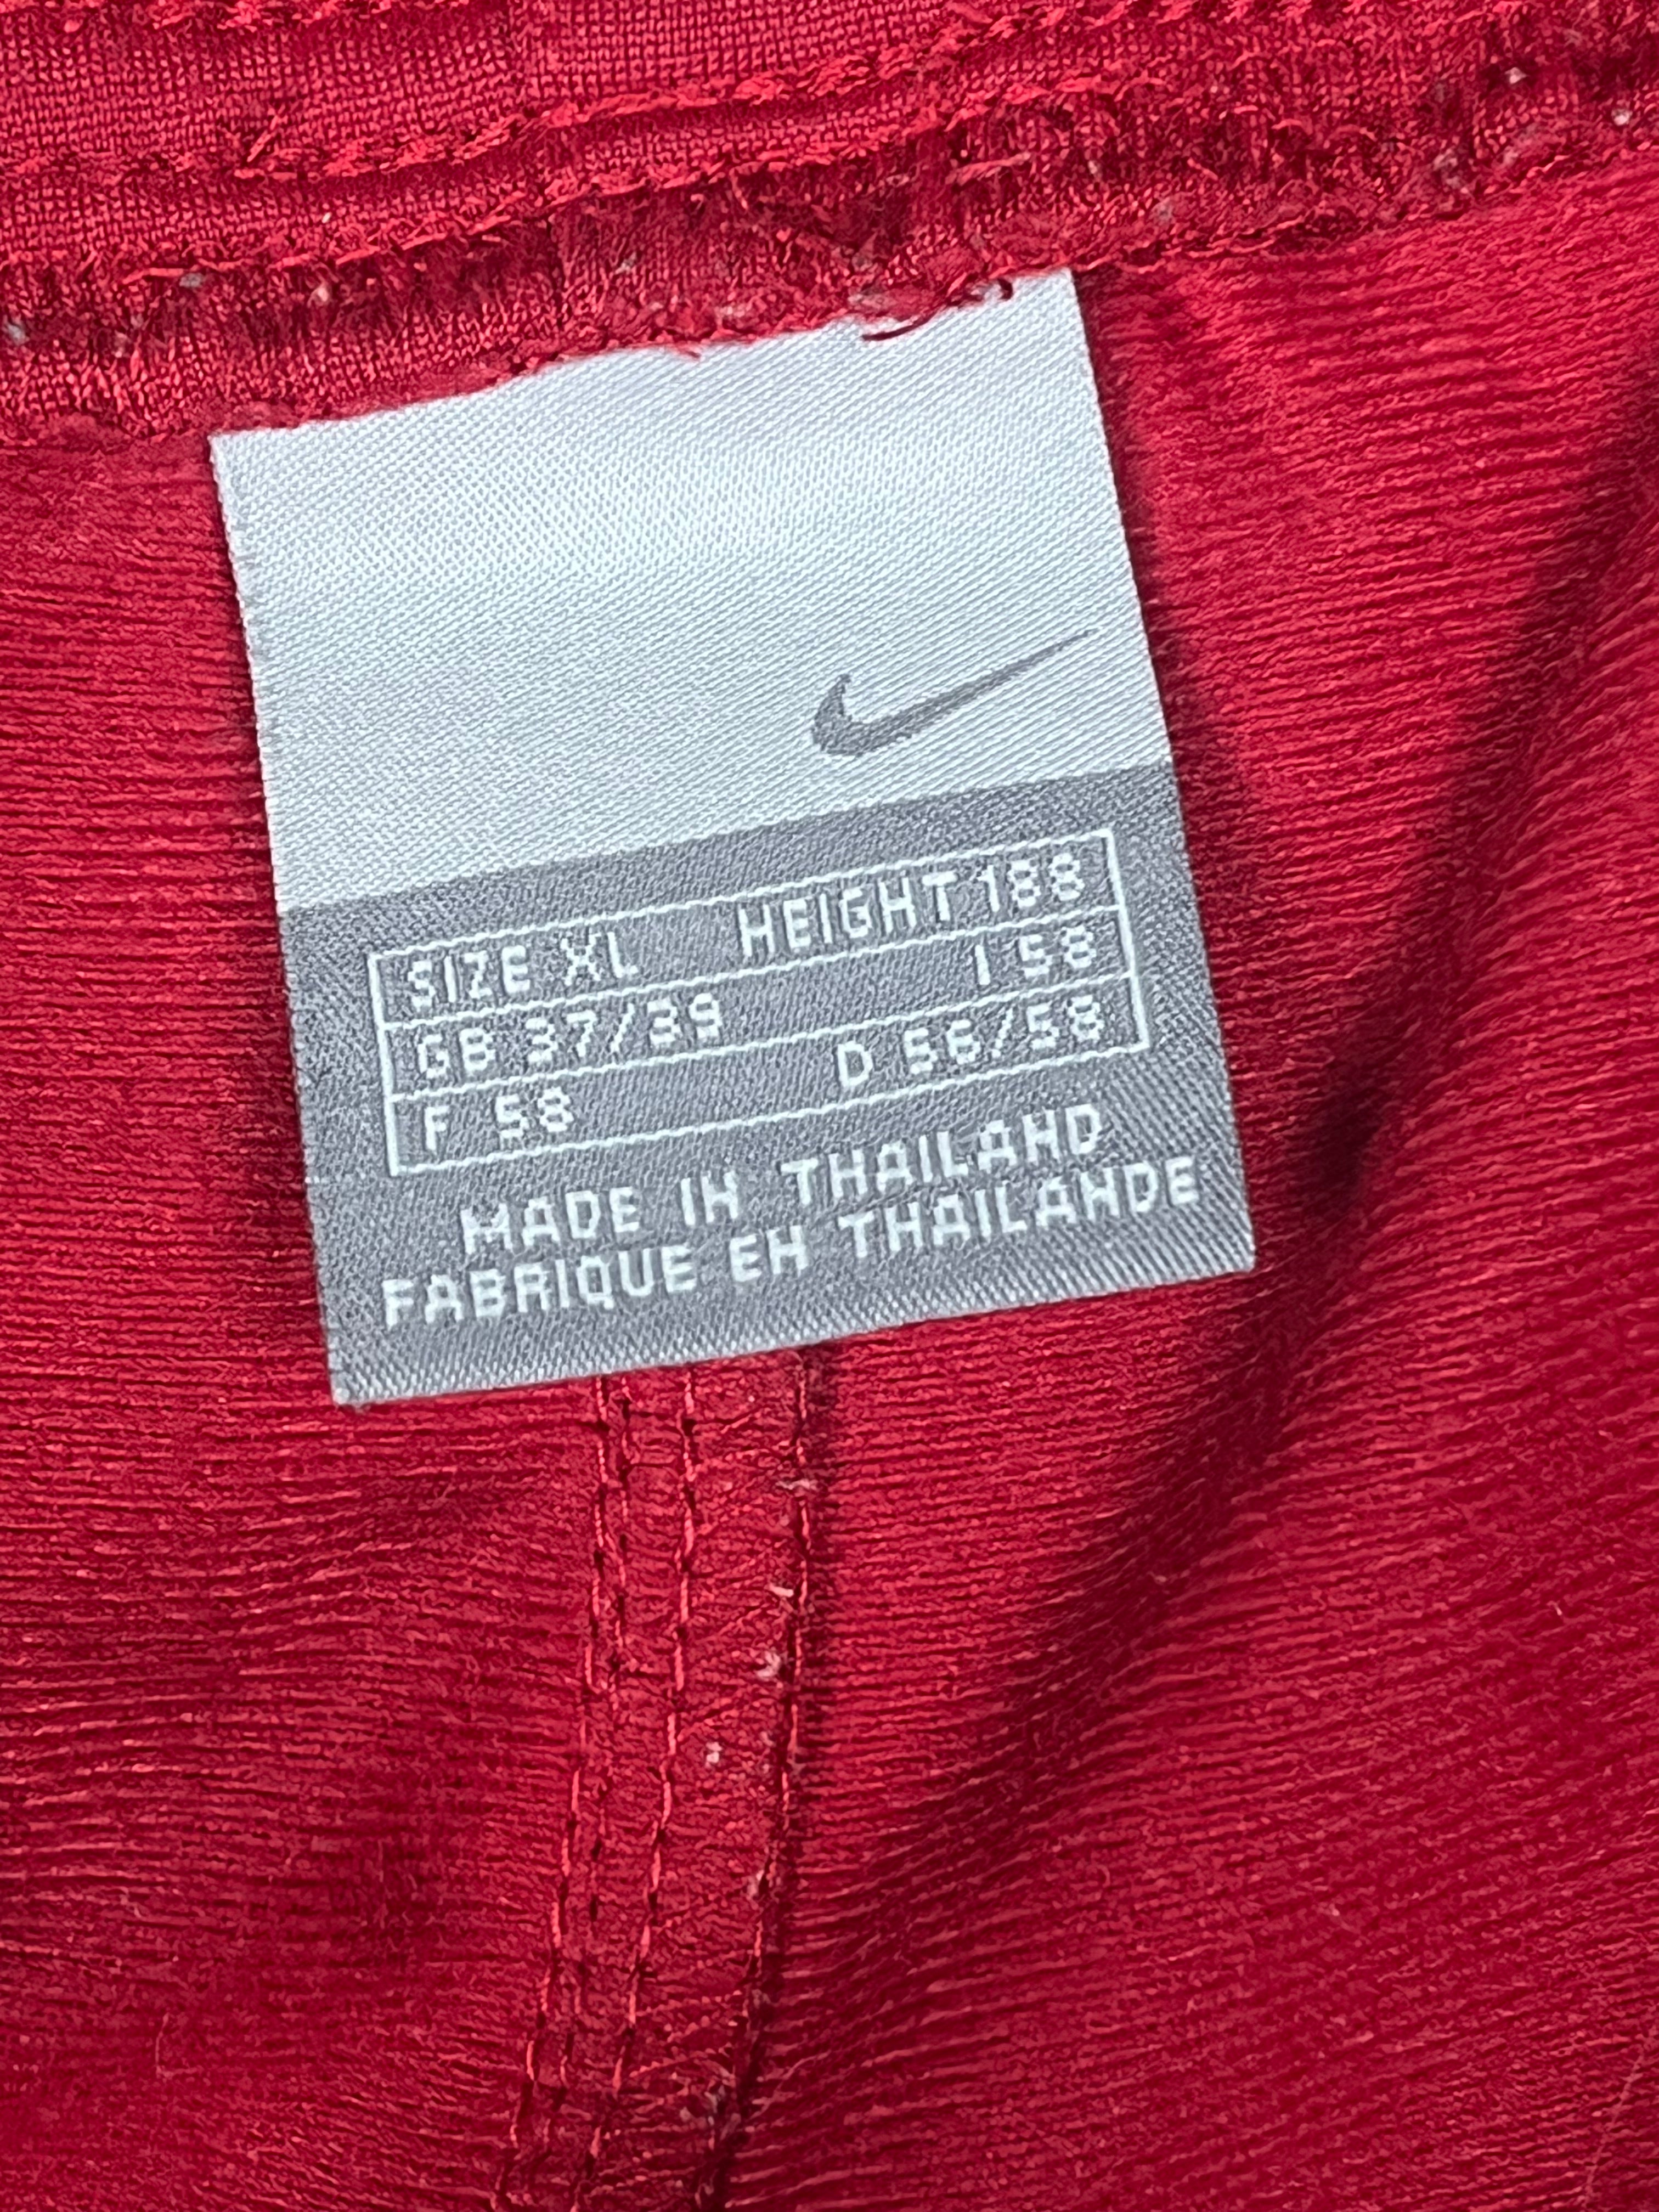 SIZE XL HEIGHT 188
GB 37/39 I 58
F 58 D 56/58
MADE IN THAILAND
FABRIQUE EN THAILANDE